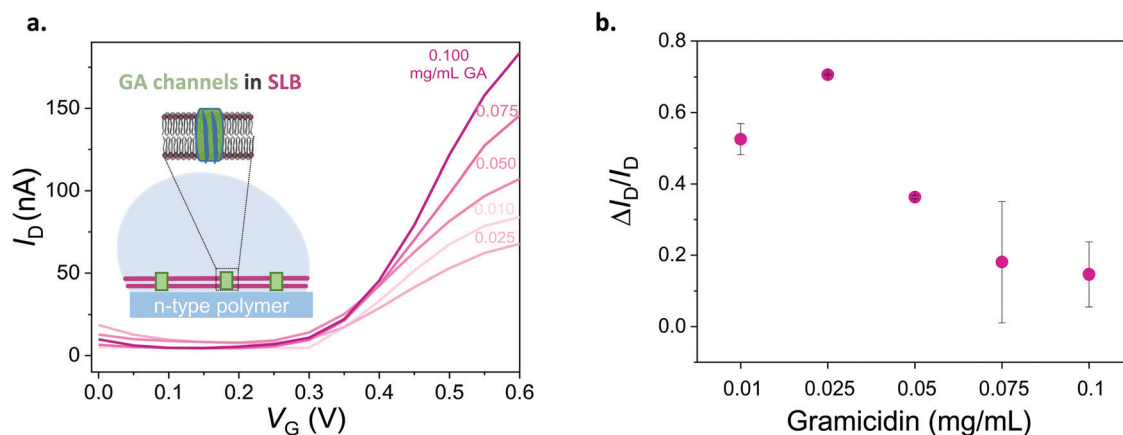 a.
GA channels in SLB
n-type polymer
0.100
mg/mL GA
0.075
0.050
0.010
0.025
150
100
50
0
I_D (nA)
0.0 0.1 0.2 0.3 0.4 0.5 0.6
V_G (V)
b.
0.8
0.6
0.4
0.2
0.0
ΔI_D/I_D
0.01 0.025 0.05 0.075 0.1
Gramicidin (mg/mL)